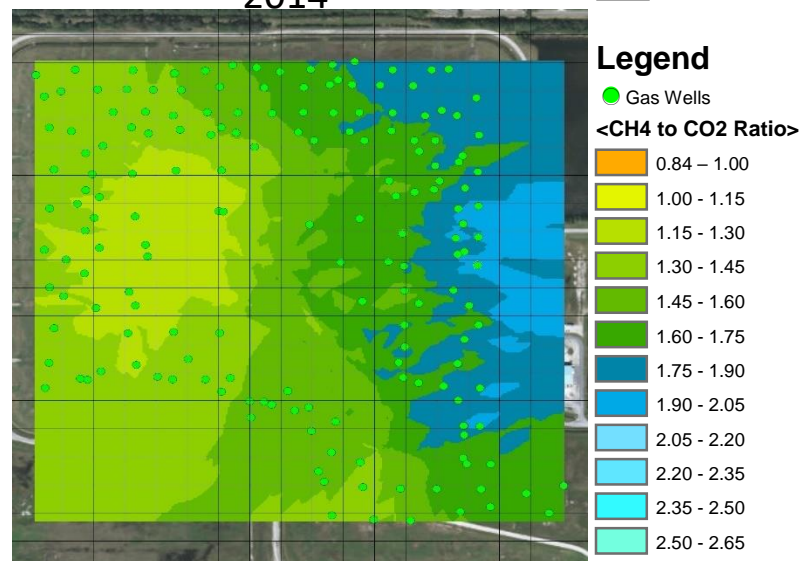 2014
Legend
Gas Wells
<CH4 to CO2 Ratio>
0.84 – 1.00
1.00 - 1.15
1.15 - 1.30
1.30 - 1.45
1.45 - 1.60
1.60 - 1.75
1.75 - 1.90
1.90 - 2.05
2.05 - 2.20
2.20 - 2.35
2.35 - 2.50
2.50 - 2.65